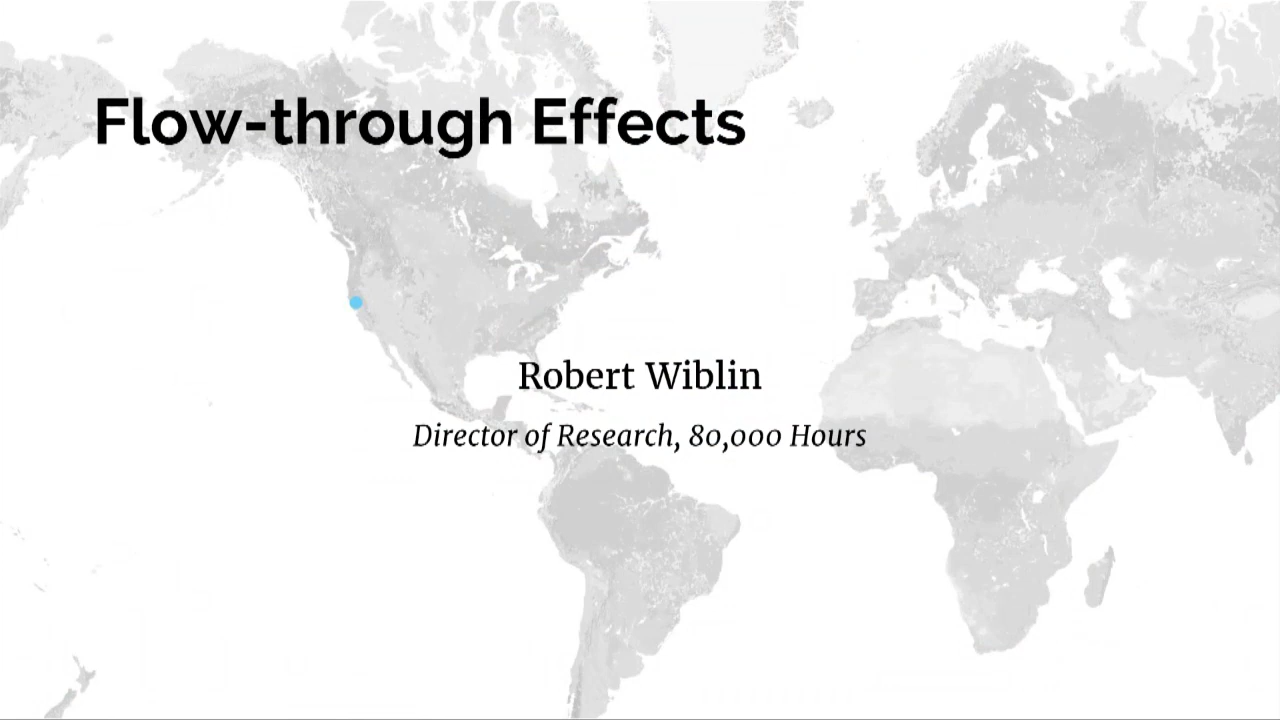 Flow-through Effects
Robert Wiblin
Director of Research, 80,000 Hours